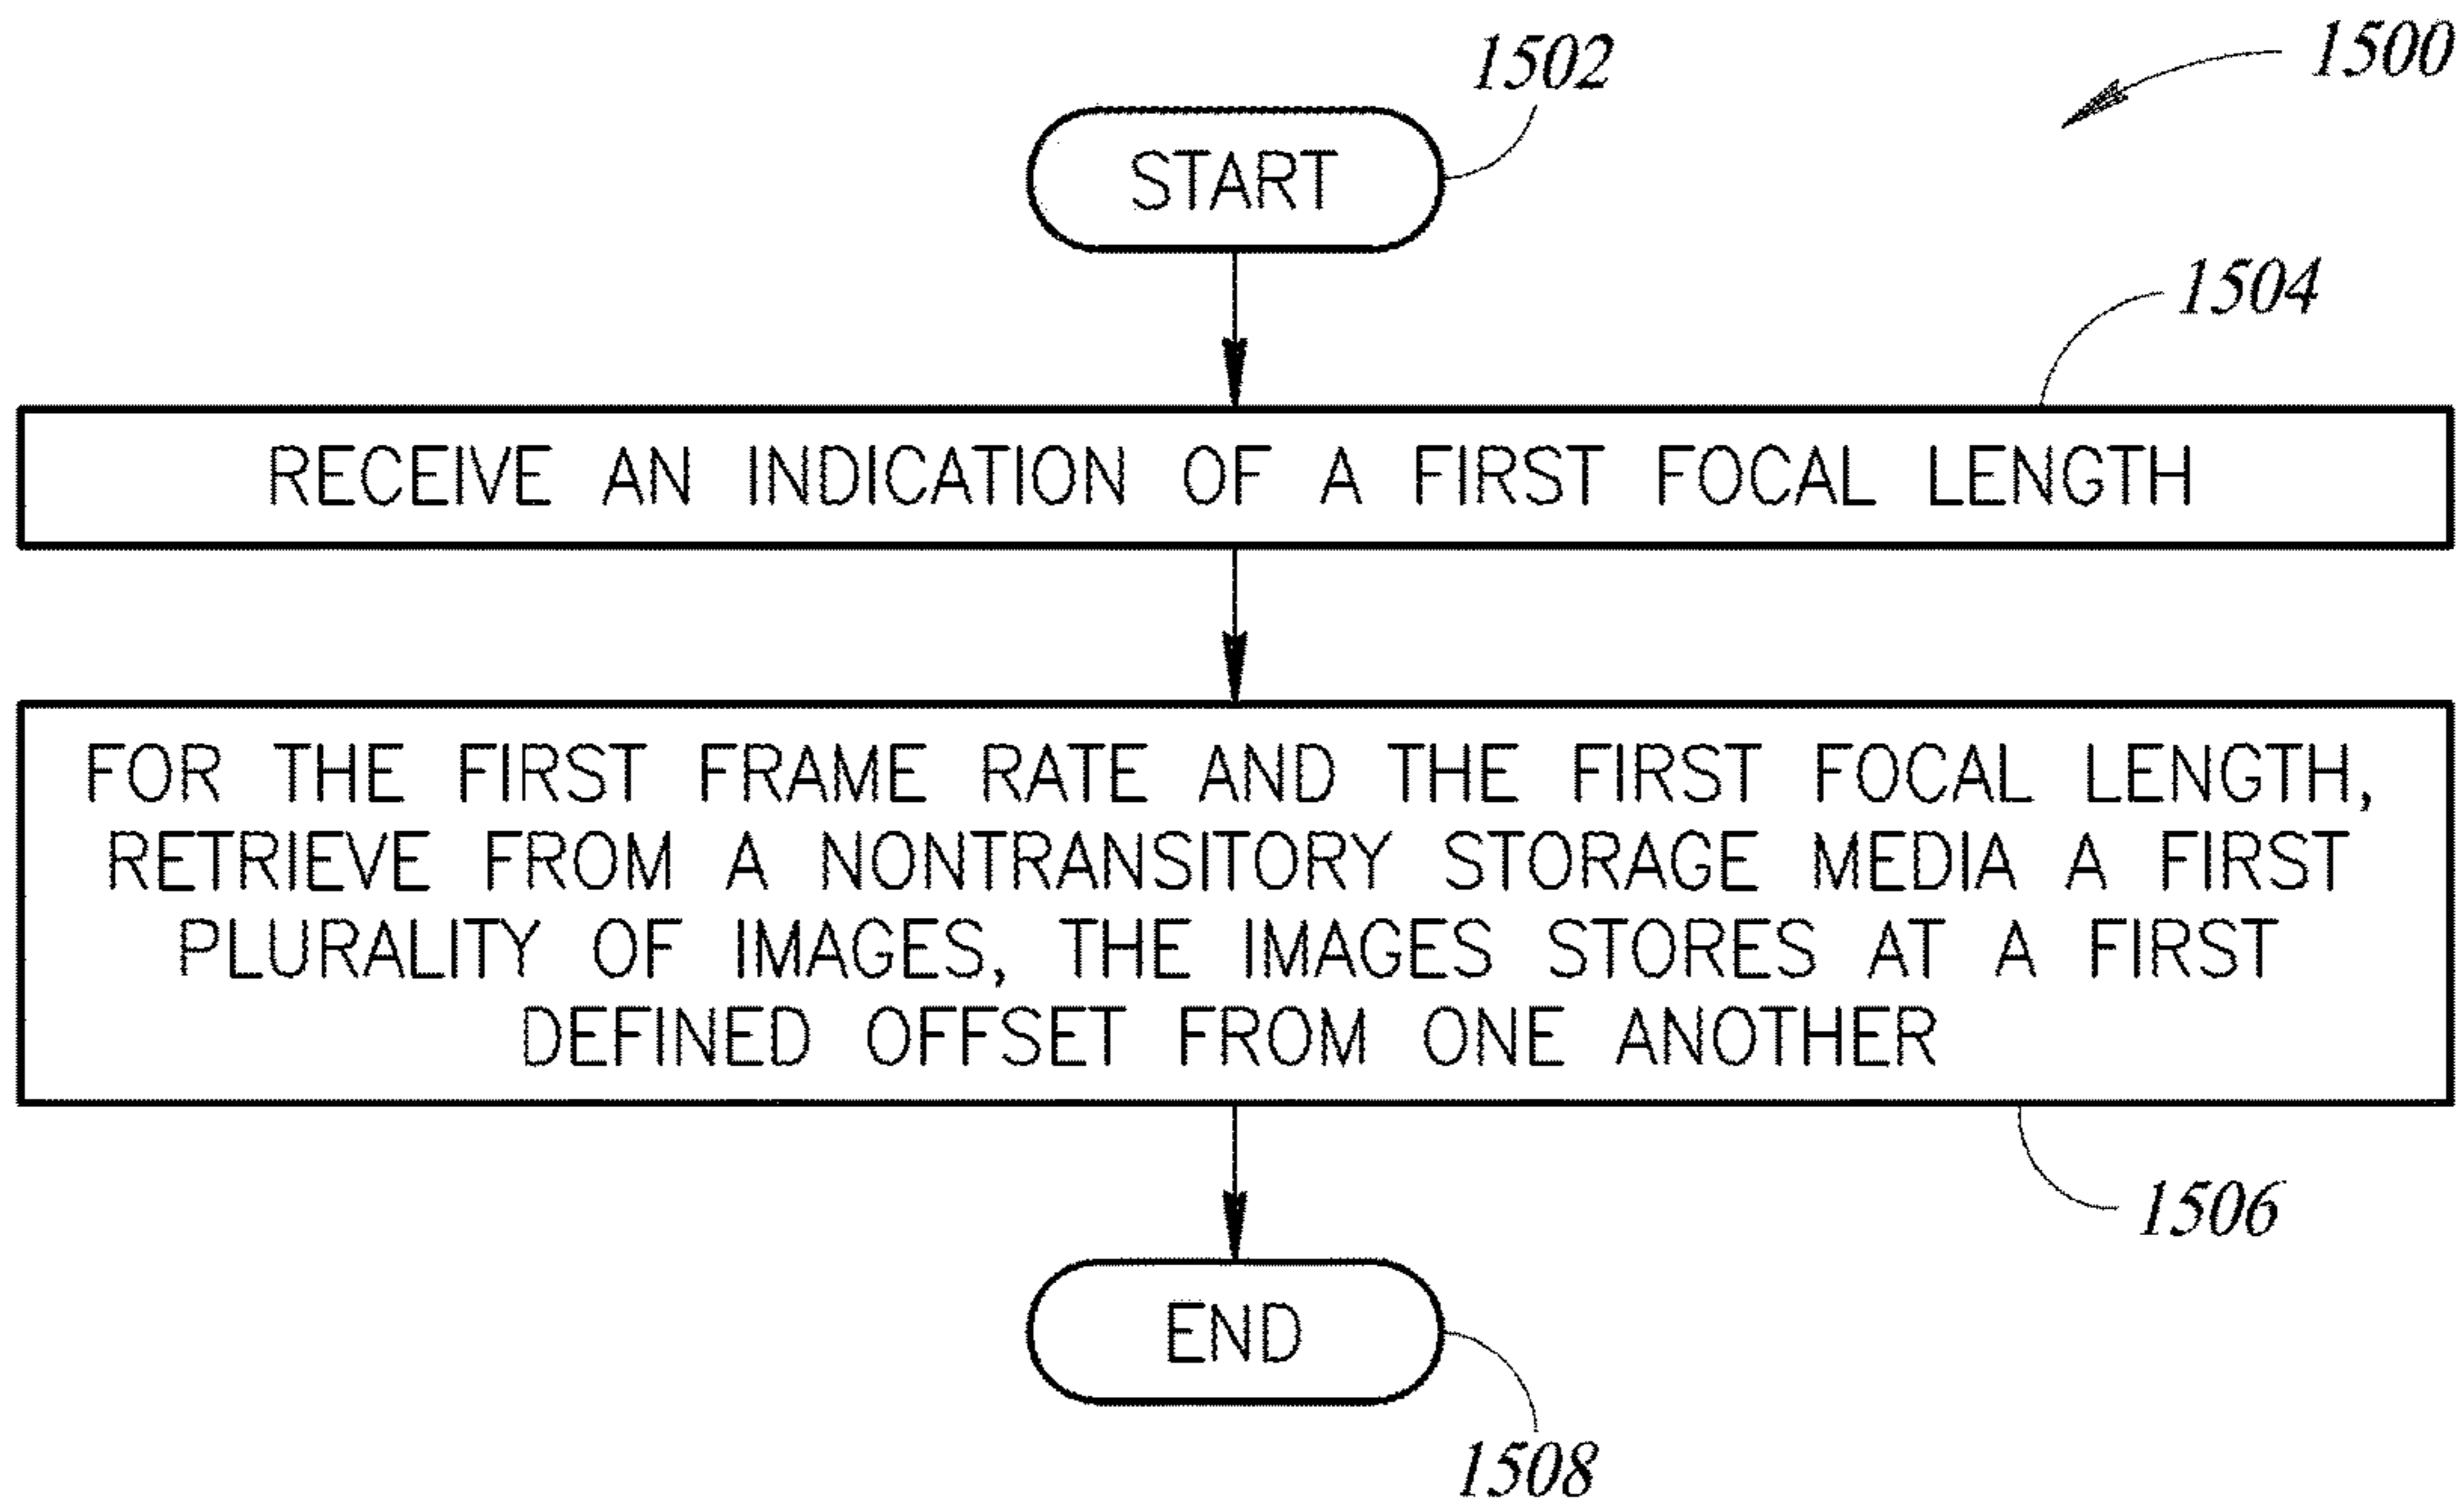 1500
1502
START
1504
RECEIVE AN INDICATION OF A FIRST FOCAL LENGTH
FOR THE FIRST FRAME RATE AND THE FIRST FOCAL LENGTH,
RETRIEVE FROM A NONTRANSITORY STORAGE MEDIA A FIRST
PLURALITY OF IMAGES, THE IMAGES STORES AT A FIRST
DEFINED OFFSET FROM ONE ANOTHER
1506
END
1508